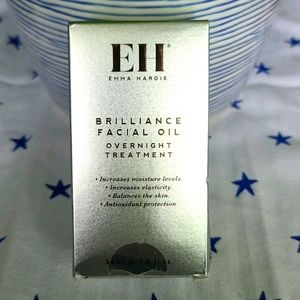 EH®
EMMA HARDIE
BRILLIANCE
FACIAL OIL
OVERNIGHT
TREATMENT
• Increases moisture levels.
• Increases elasticity.
• Balances the skin.
• Antioxidant protection.